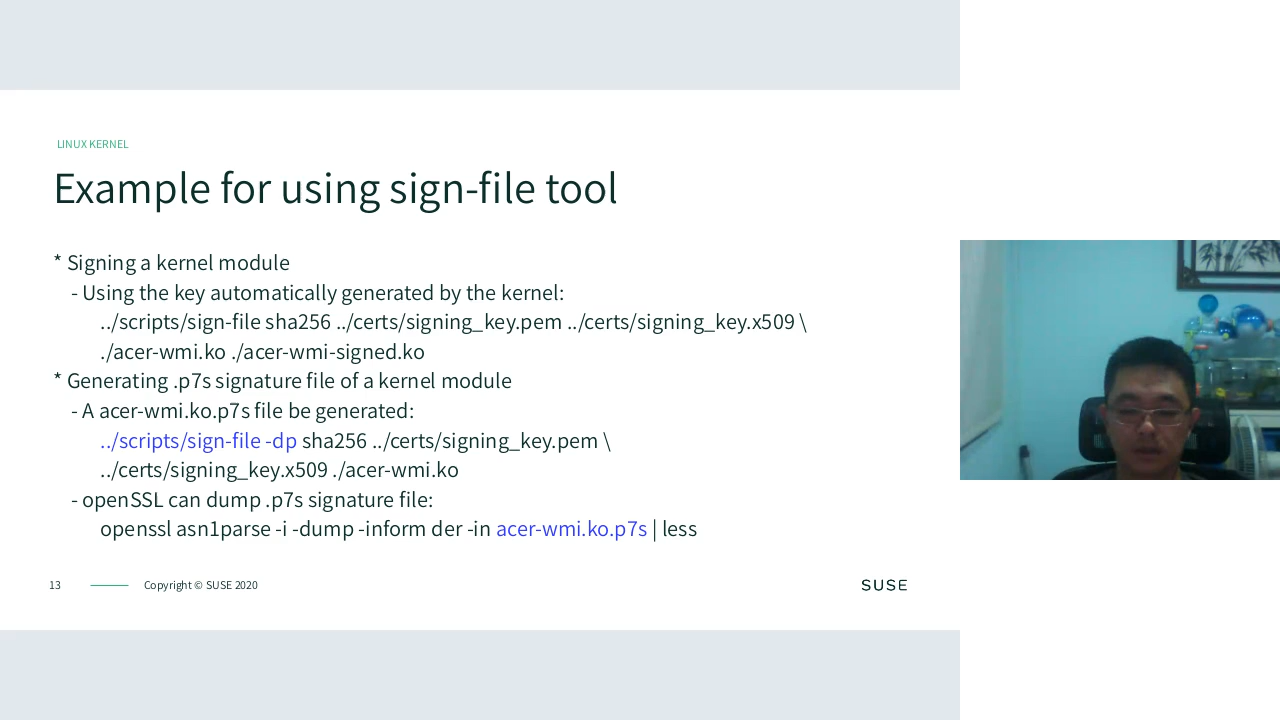 LINUX KERNEL
Example for using sign-file tool
* Signing a kernel module
- Using the key automatically generated by the kernel:
../scripts/sign-file sha256 ../certs/signing_key.pem ../certs/signing_key.x509 \
./acer-wmi.ko ./acer-wmi-signed.ko
* Generating .p7s signature file of a kernel module
- A acer-wmi.ko.p7s file be generated:
../scripts/sign-file -dp sha256 ../certs/signing_key.pem \
../certs/signing_key.x509 ./acer-wmi.ko
- openSSL can dump .p7s signature file:
openssl asn1parse -i -dump -inform der -in acer-wmi.ko.p7s | less
13 Copyright © SUSE 2020 SUSE